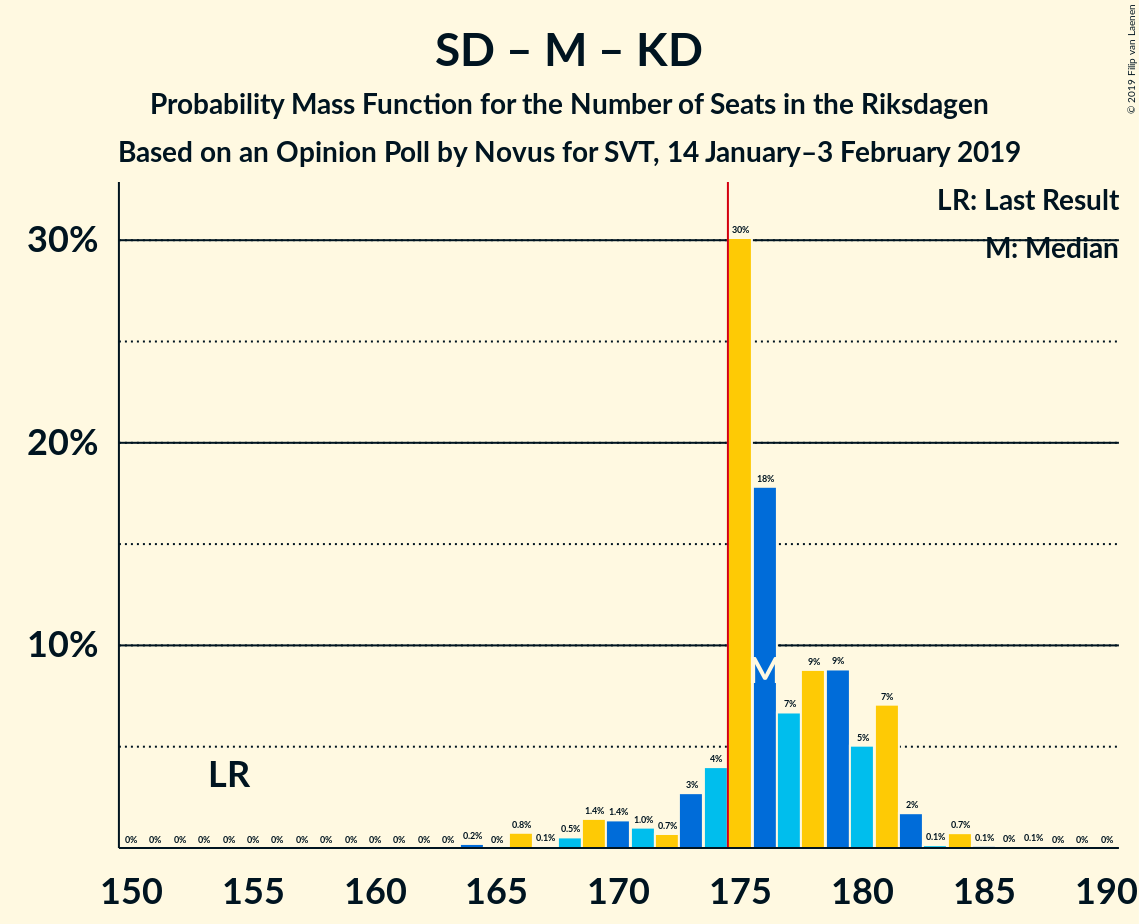 SD – M – KD
Probability Mass Function for the Number of Seats in the Riksdagen
Based on an Opinion Poll by Novus for SVT, 14 January–3 February 2019
© 2019 Filip van Laenen
LR: Last Result
M: Median
30%
20%
10%
30%
18%
9% 9%
7% 7%
5%
4%
3%
2%
0% 0% 0% 0% 0% 0% 0% 0% 0% 0% 0% 0% 0% 0% 0.2% 0% 0.8% 0.1% 0.5% 1.4% 1.4% 1.0% 0.7% 0.1% 0.7% 0.1% 0% 0.1% 0% 0% 0%
M
LR
150 155 160 165 170 175 180 185 190